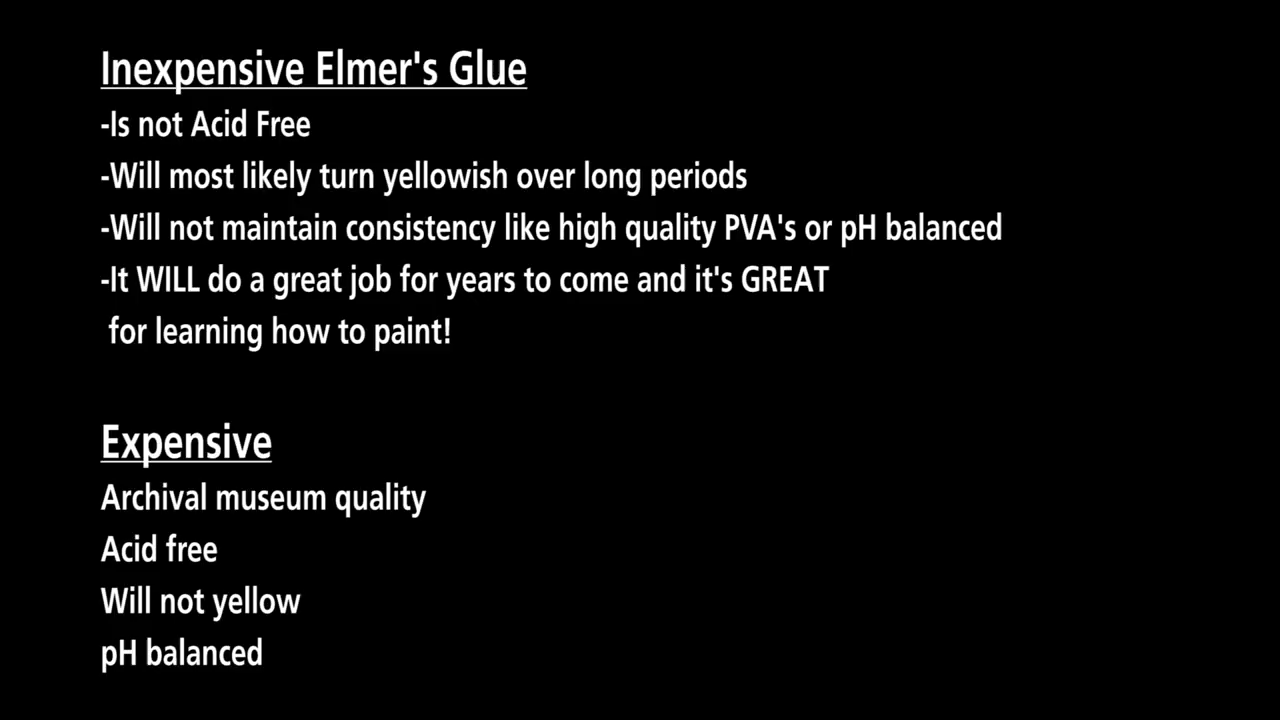 Inexpensive Elmer's Glue
-Is not Acid Free
-Will most likely turn yellowish over long periods
-Will not maintain consistency like high quality PVA's or pH balanced
-It WILL do a great job for years to come and it's GREAT
for learning how to paint!
Expensive
Archival museum quality
Acid free
Will not yellow
pH balanced